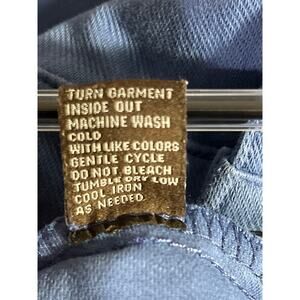 TURN GARMENT
INSIDE OUT
MACHINE WASH
COLD
WITH LIKE COLORS
GENTLE CYCLE
DO NOT BLEACH
TUMBLE DRY LOW
COOL IRON
AS NEEDED